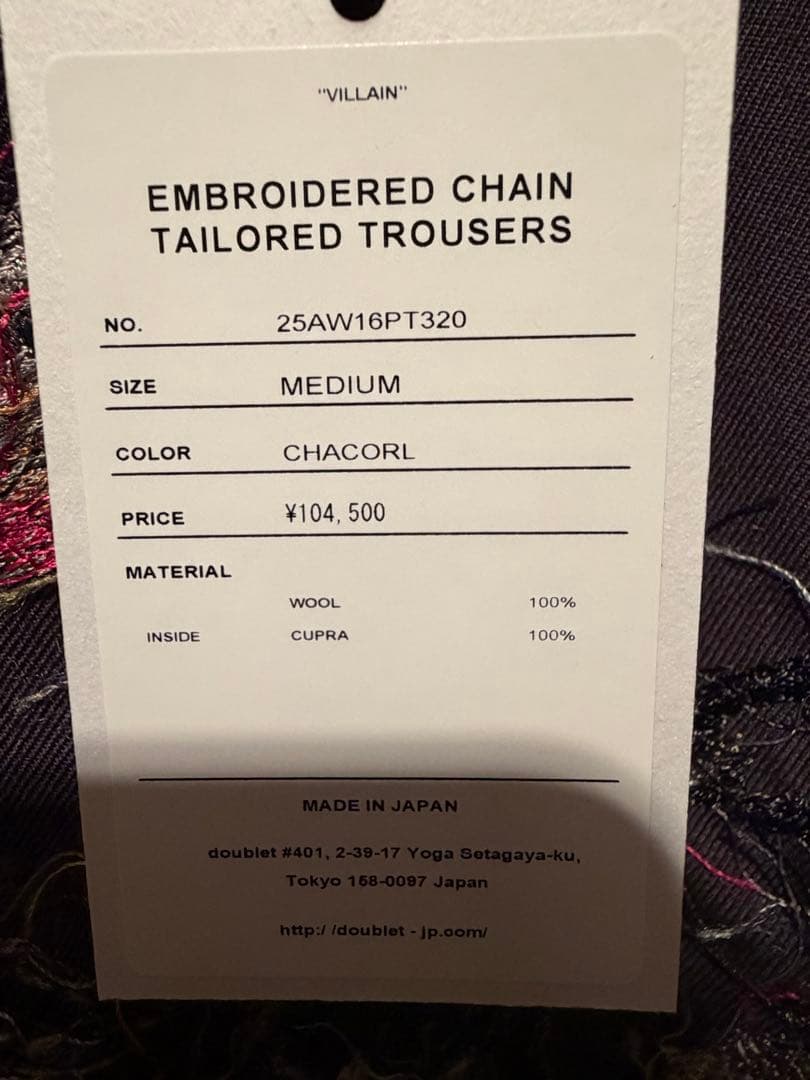 "VILLAIN"
EMBROIDERED CHAIN
TAILORED TROUSERS
NO. 25AW16PT320
SIZE MEDIUM
COLOR CHACORL
PRICE ¥104,500
MATERIAL
WOOL 100%
INSIDE CUPRA 100%
MADE IN JAPAN
doublet #401, 2-39-17 Yoga Setagaya-ku,
Tokyo 158-0097 Japan
http://doublet-jp.com/